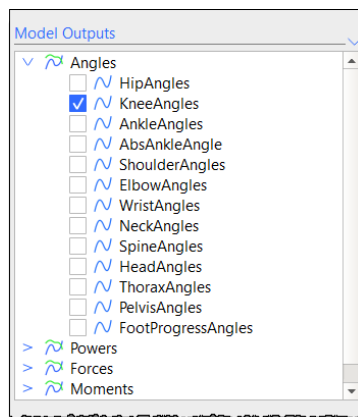 Model Outputs
Angles
HipAngles
KneeAngles
AnkleAngles
AbsAnkleAngle
ShoulderAngles
ElbowAngles
WristAngles
NeckAngles
SpineAngles
HeadAngles
ThoraxAngles
PelvisAngles
FootProgressAngles
Powers
Forces
Moments